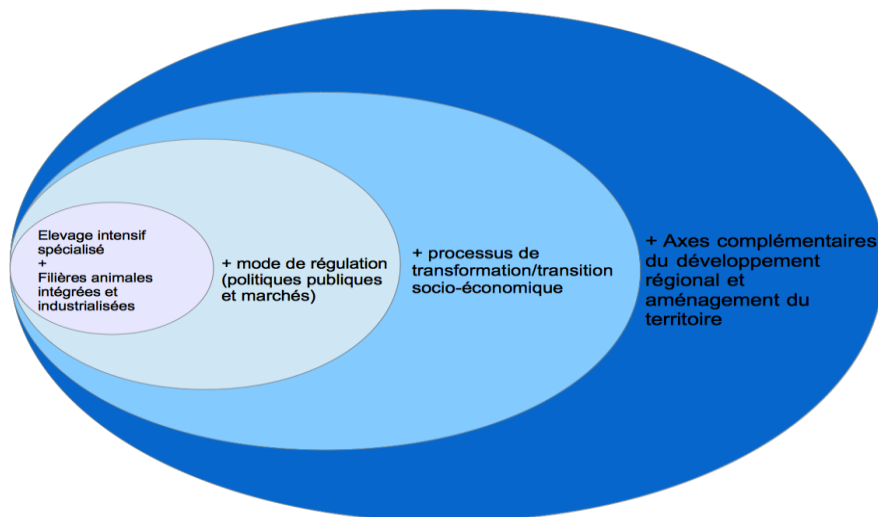 Elevage intensif
spécialisé
+
Filières animales
intégrées et
industrialisées
+ mode de régulation
(politiques publiques
et marchés)
+ processus de
transformation/transition
socio-économique
+ Axes complémentaires
du développement
régional et
aménagement du
territoire